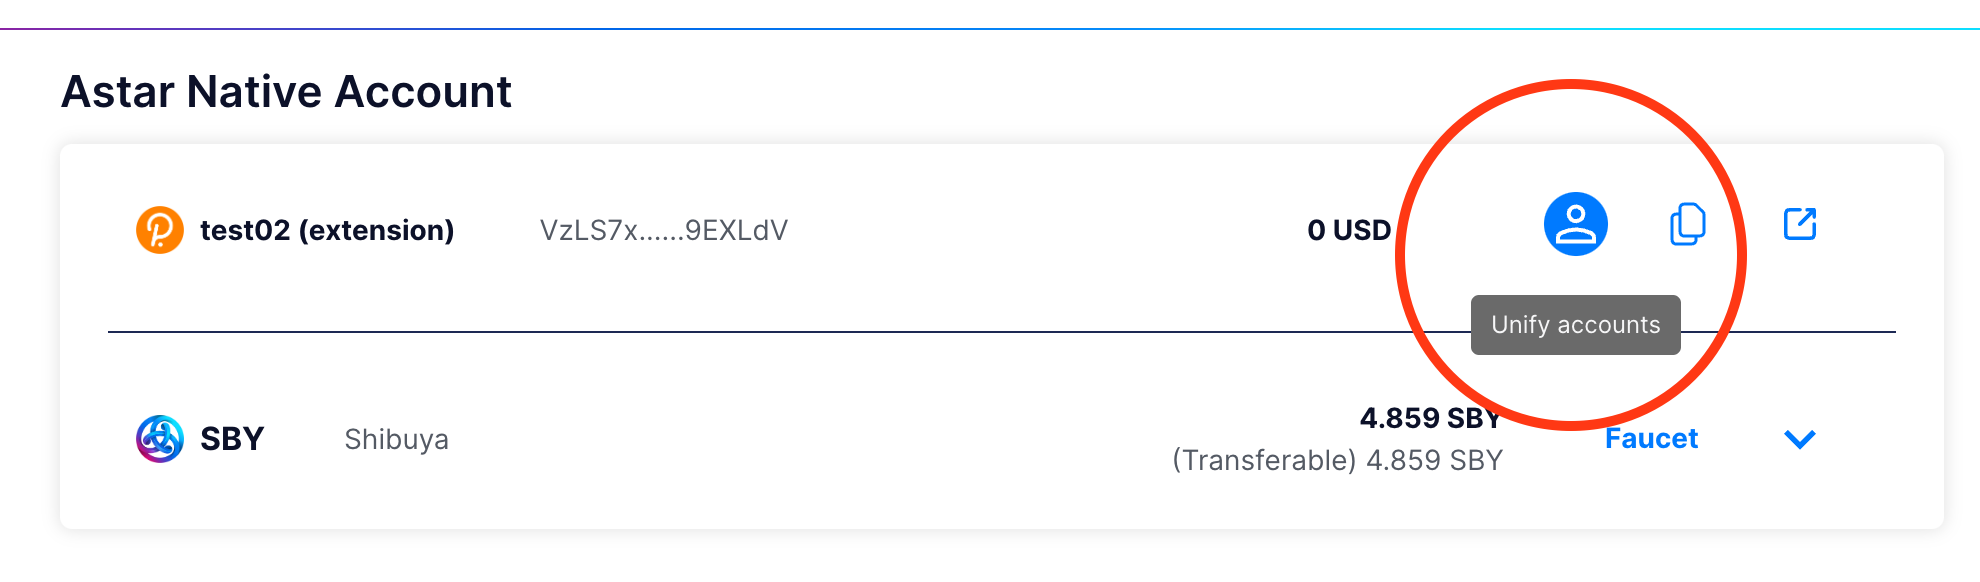 Astar Native Account
test02 (extension) VzLS7x......9EXLdV 0 USD
Unify accounts
SBY Shibuya 4.859 SBY
(Transferable) 4.859 SBY
Faucet